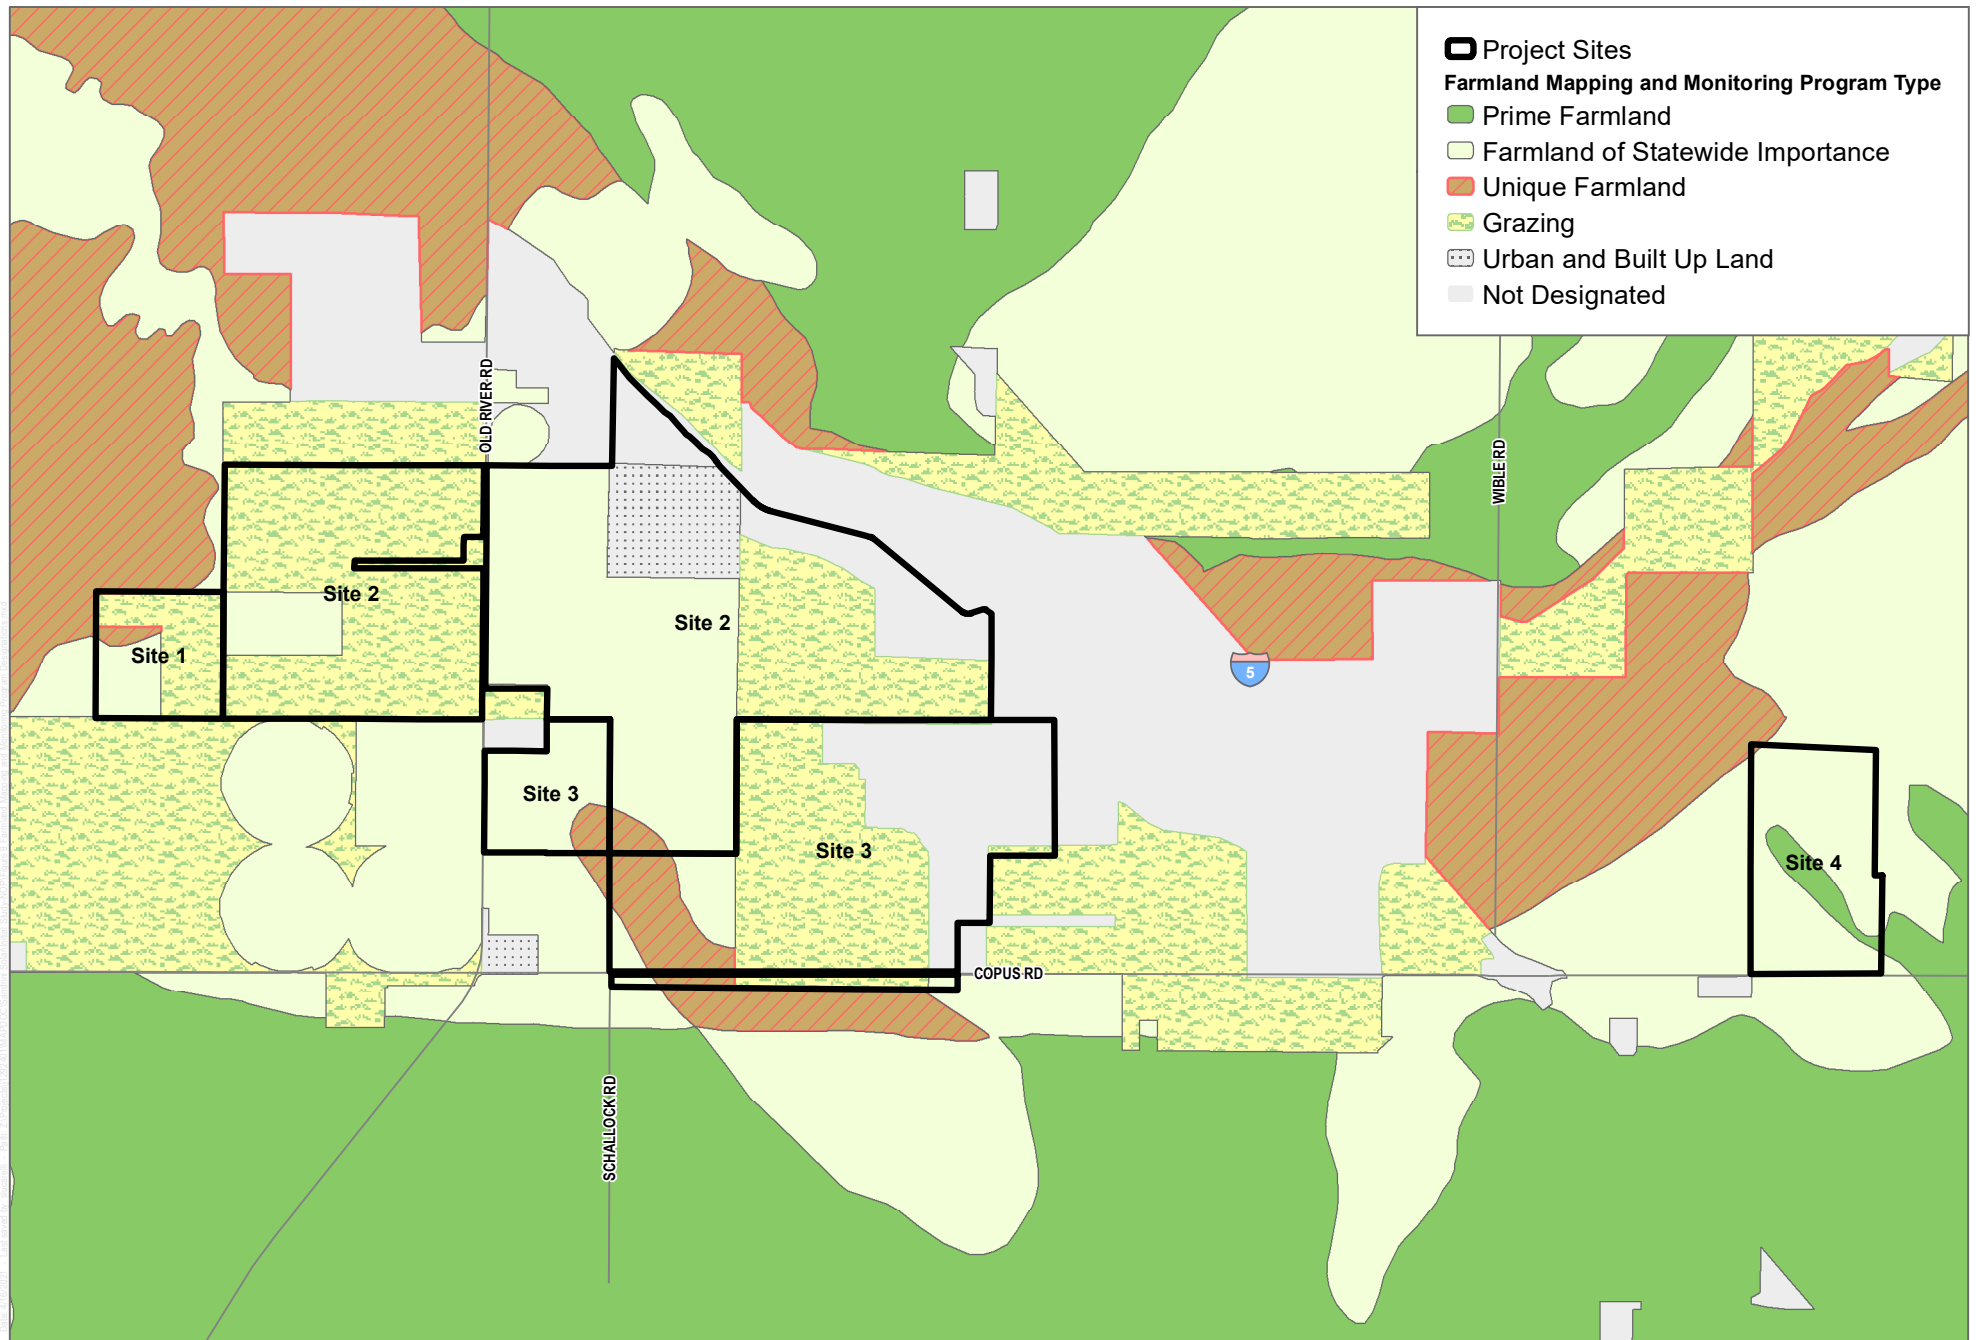 Project Sites
Farmland Mapping and Monitoring Program Type
Prime Farmland
Farmland of Statewide Importance
Unique Farmland
Grazing
Urban and Built Up Land
Not Designated
OLD RIVER RD
WIBLE RD
Site 2
Site 2
Site 1
5
Site 3
Site 3
Site 4
COPUS RD
SCHALLOCK RD